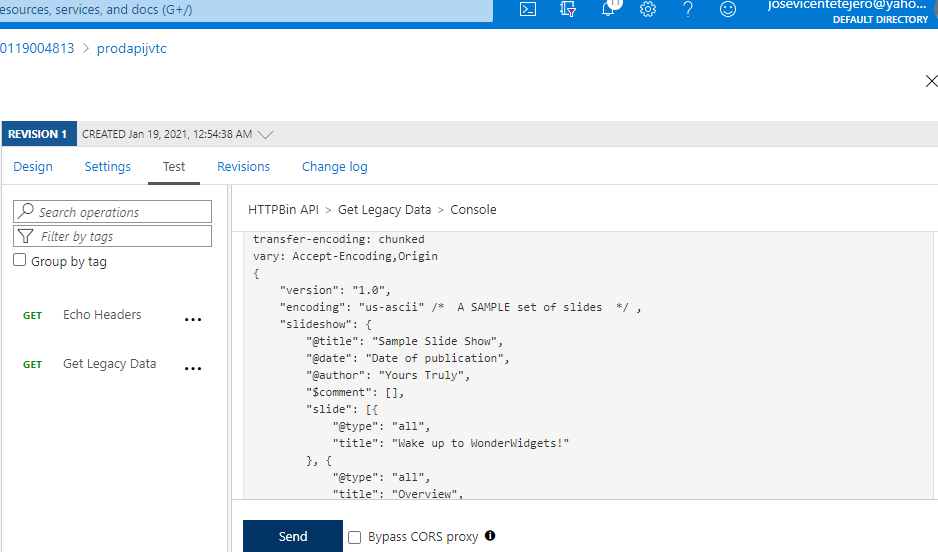 esources, services, and docs (G+/)
11
josevicentetejero@yaho...
DEFAULT DIRECTORY
0119004813 > prodapijvtc
REVISION 1 CREATED Jan 19, 2021, 12:54:38 AM
Design Settings Test Revisions Change log
Search operations
Filter by tags
Group by tag
GET Echo Headers ...
GET Get Legacy Data ...
HTTPBin API > Get Legacy Data > Console
transfer-encoding: chunked
vary: Accept-Encoding,Origin
{
    "version": "1.0",
    "encoding": "us-ascii" /*  A SAMPLE set of slides  */ ,
    "slideshow": {
        "@title": "Sample Slide Show",
        "@date": "Date of publication",
        "@author": "Yours Truly",
        "$comment": [],
        "slide": [{
            "@type": "all",
            "title": "Wake up to WonderWidgets!"
        }, {
            "@type": "all",
            "title": "Overview",
Send Bypass CORS proxy